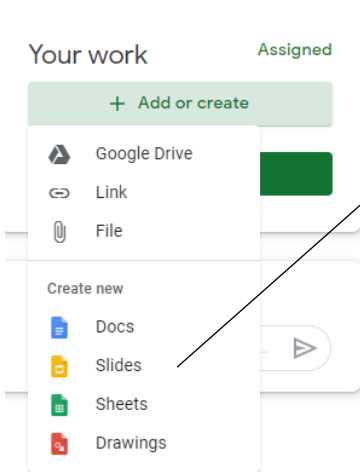 Your work Assigned
+ Add or create
Google Drive
Link
File
Create new
Docs
Slides
Sheets
Drawings